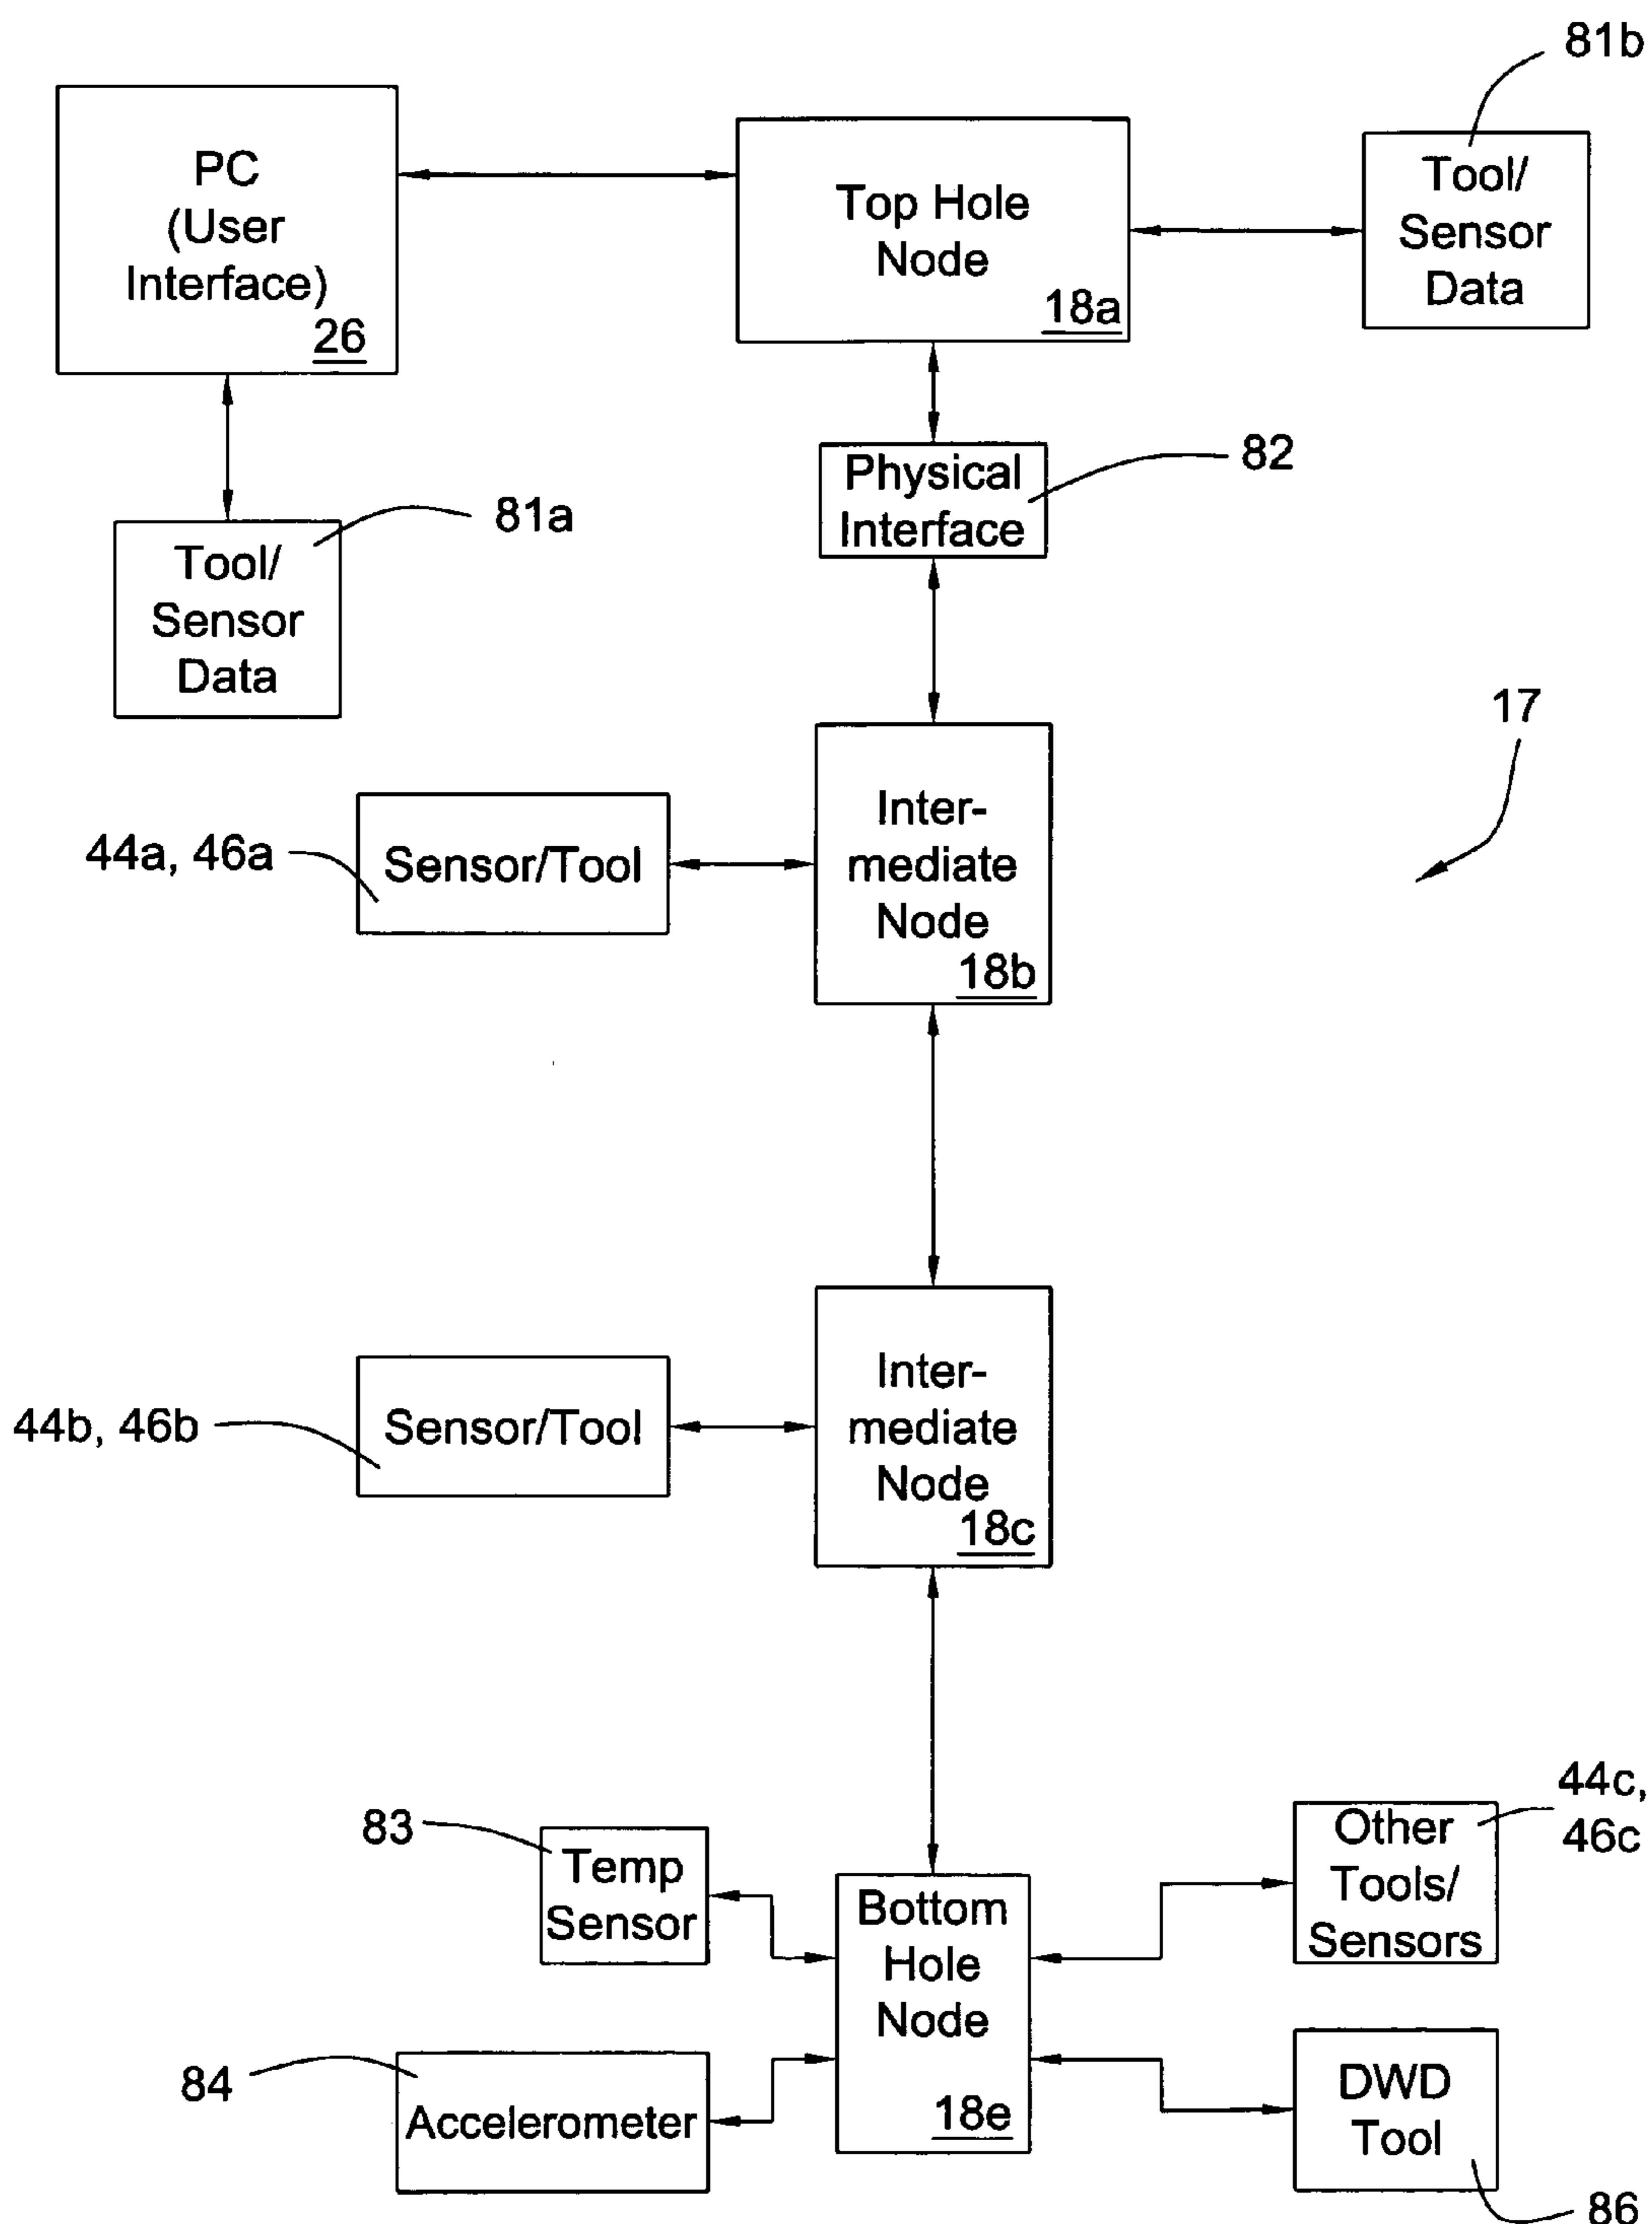 81b
PC
(User
Interface)
26
Top Hole
Node
18a
Tool/
Sensor
Data
Physical
Interface
82
81a
Tool/
Sensor
Data
17
44a, 46a
Sensor/Tool
Inter-
mediate
Node
18b
44b, 46b
Sensor/Tool
Inter-
mediate
Node
18c
83
Temp
Sensor
Bottom
Hole
Node
18e
44c,
46c
Other
Tools/
Sensors
84
Accelerometer
DWD
Tool
86